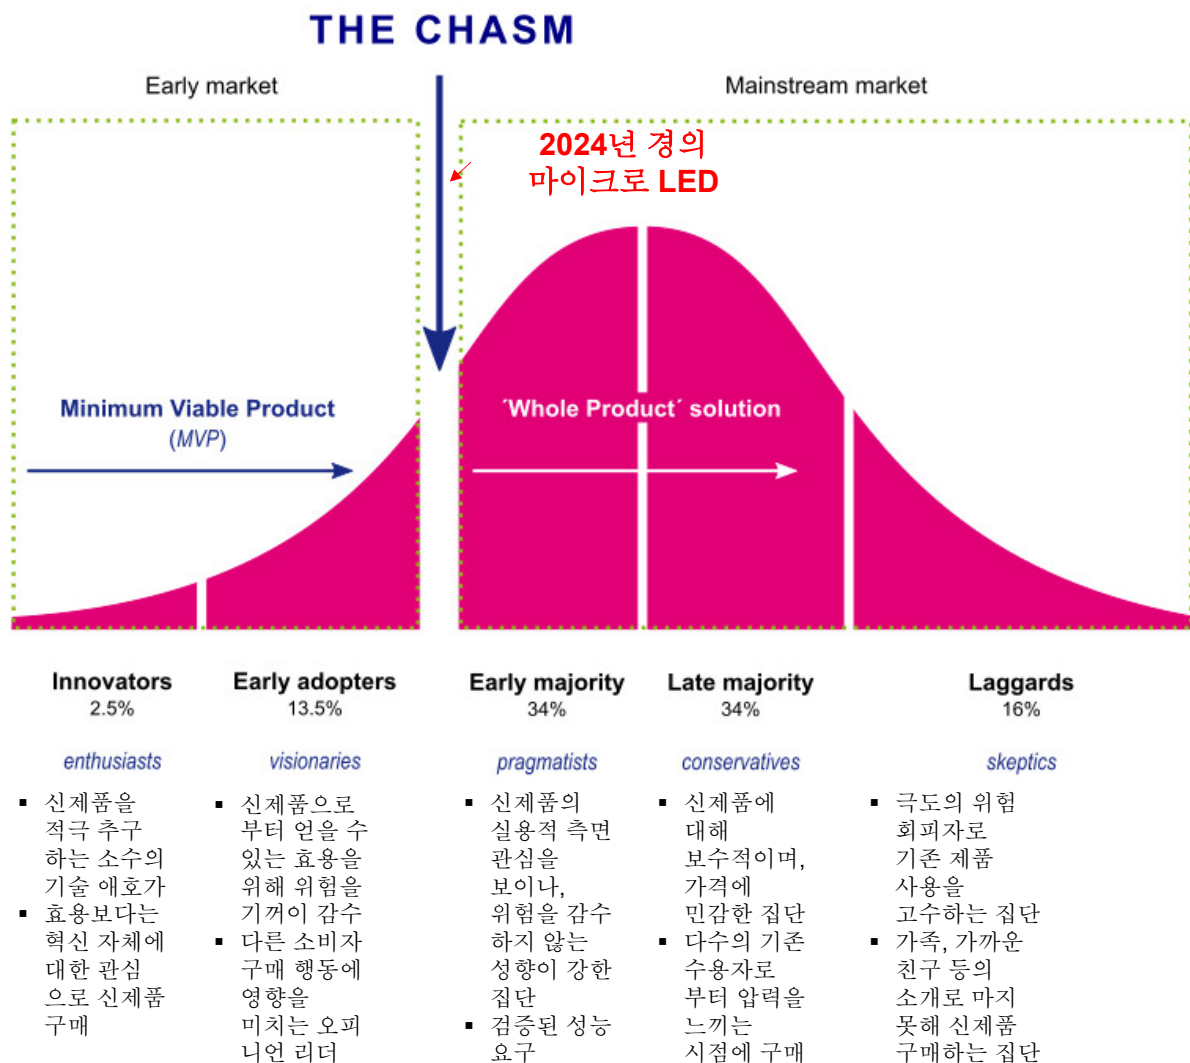 THE CHASM
Early market
Mainstream market
2024년 경의
마이크로 LED
Minimum Viable Product
(MVP)
´Whole Product´ solution
Innovators
2.5%
enthusiasts
▪ 신제품을
적극 추구
하는 소수의
기술 애호가
▪ 효용보다는
혁신 자체에
대한 관심
으로 신제품
구매
Early adopters
13.5%
visionaries
▪ 신제품으로
부터 얻을 수
있는 효용을
위해 위험을
기꺼이 감수
▪ 다른 소비자
구매 행동에
영향을
미치는 오피
니언 리더
Early majority
34%
pragmatists
▪ 신제품의
실용적 측면
관심을
보이나,
위험을 감수
하지 않는
성향이 강한
집단
▪ 검증된 성능
요구
Late majority
34%
conservatives
▪ 신제품에
대해
보수적이며,
가격에
민감한 집단
▪ 다수의 기존
수용자로
부터 압력을
느끼는
시점에 구매
Laggards
16%
skeptics
▪ 극도의 위험
회피자로
기존 제품
사용을
고수하는 집단
▪ 가족, 가까운
친구 등의
소개로 마지
못해 신제품
구매하는 집단